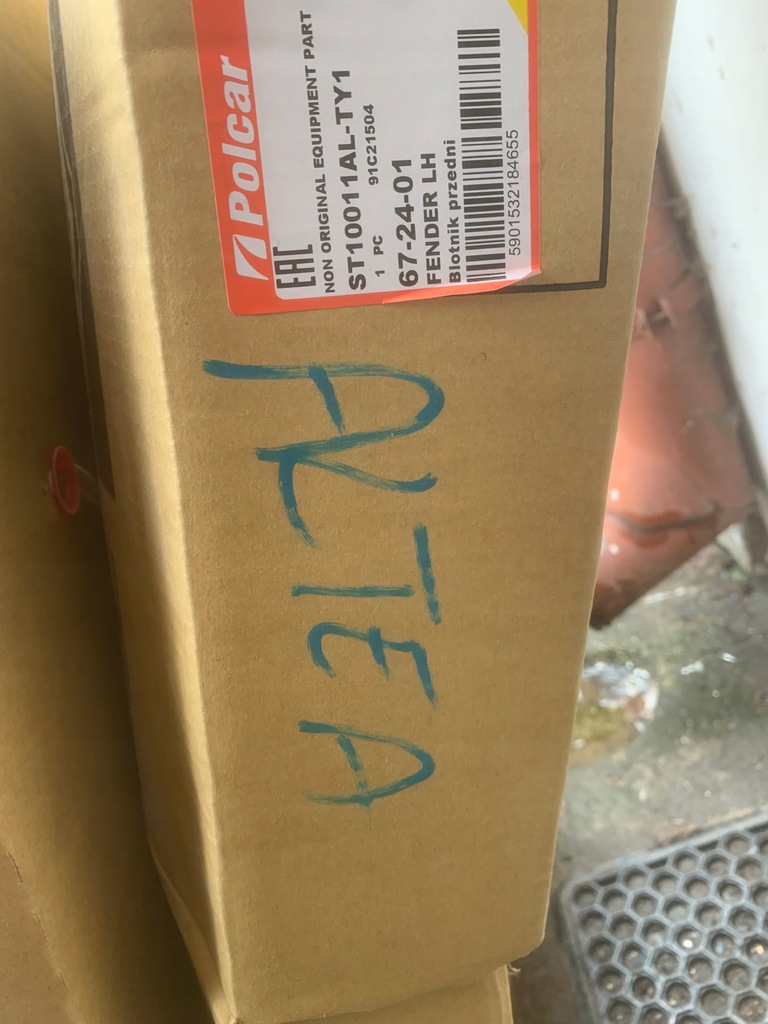 Polcar
EAC
NON ORIGINAL EQUIPMENT PART
ST10011AL-TY1
1 PC 91C21504
67-24-01
FENDER LH
Błotnik przedni
5901532184655
ALTEA